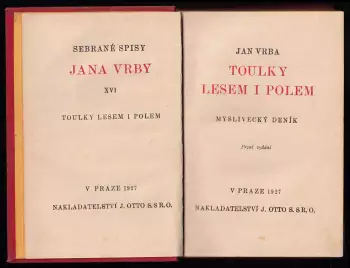 SEBRANÉ SPISY
JANA VRBY
XVI
TOULKY LESEM I POLEM
V PRAZE 1927
NAKLADATELSTVÍ J. OTTO S. S R. O.
JAN VRBA
TOULKY
LESEM I POLEM
MYSLIVECKÝ DENÍK
První vydání
V PRAZE 1927
NAKLADATELSTVÍ J. OTTO S. S R. O.